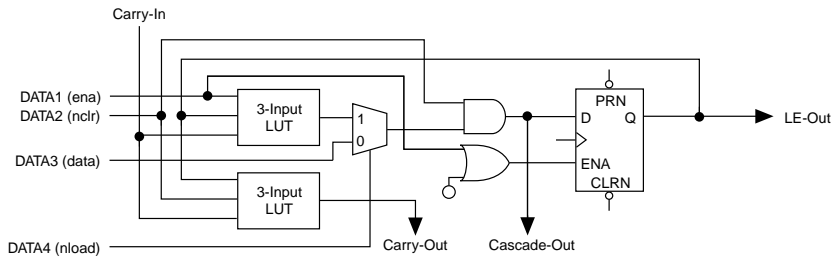 Carry-In
DATA1 (ena)
DATA2 (nclr)
3-Input
LUT
1
0
PRN
D
Q
LE-Out
DATA3 (data)
ENA
CLRN
3-Input
LUT
DATA4 (nload)
Carry-Out
Cascade-Out